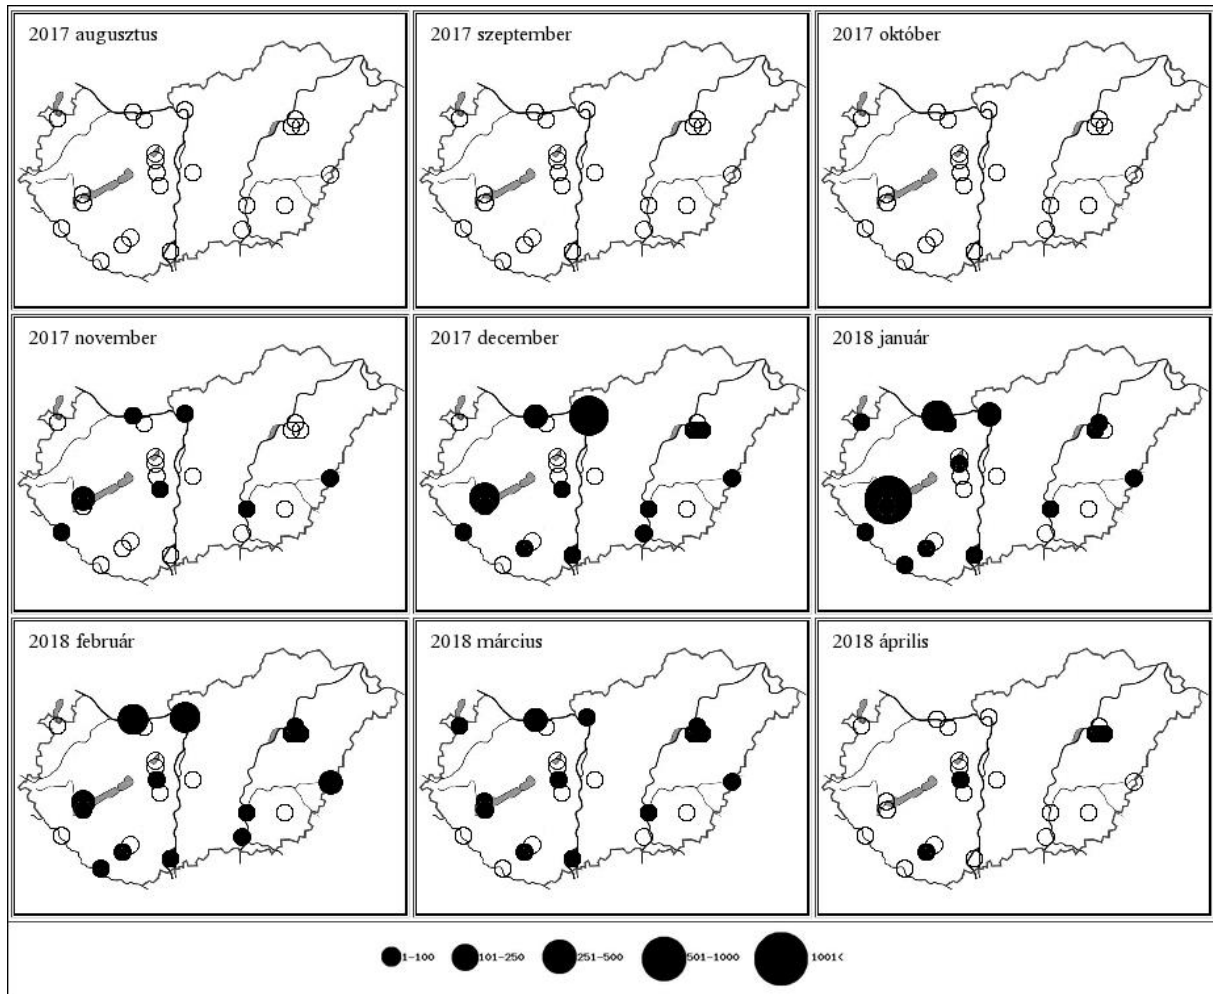 2017 augusztus
2017 szeptember
2017 október
2017 november
2017 december
2018 január
2018 február
2018 március
2018 április
1-100
101-250
251-500
501-1000
1001<